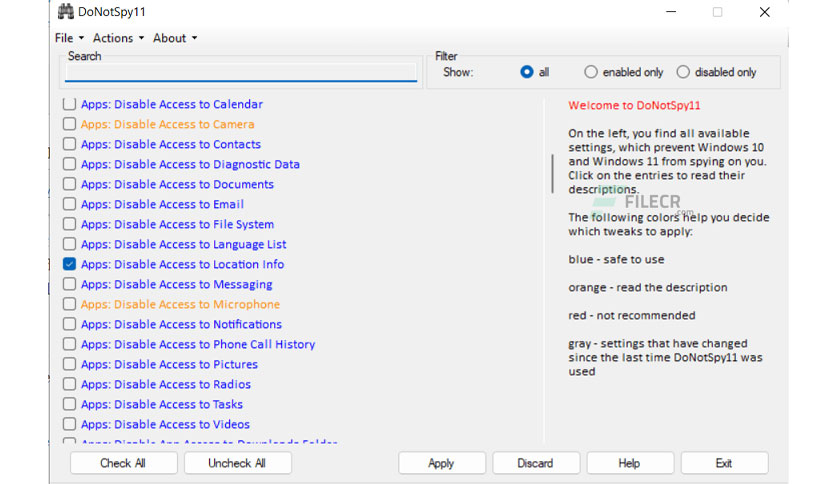 DoNotSpy11
File Actions About
Search
Filter
Show: all enabled only disabled only
Apps: Disable Access to Calendar
Apps: Disable Access to Camera
Apps: Disable Access to Contacts
Apps: Disable Access to Diagnostic Data
Apps: Disable Access to Documents
Apps: Disable Access to Email
Apps: Disable Access to File System
Apps: Disable Access to Language List
Apps: Disable Access to Location Info
Apps: Disable Access to Messaging
Apps: Disable Access to Microphone
Apps: Disable Access to Notifications
Apps: Disable Access to Phone Call History
Apps: Disable Access to Pictures
Apps: Disable Access to Radios
Apps: Disable Access to Tasks
Apps: Disable Access to Videos
Apps: Disable App Access to Downloads Folder
Welcome to DoNotSpy11
On the left, you find all available
settings, which prevent Windows 10
and Windows 11 from spying on you.
Click on the entries to read their
descriptions.
FILECR
.com
The following colors help you decide
which tweaks to apply:
blue - safe to use
orange - read the description
red - not recommended
gray - settings that have changed
since the last time DoNotSpy11 was
used
Check All Uncheck All Apply Discard Help Exit